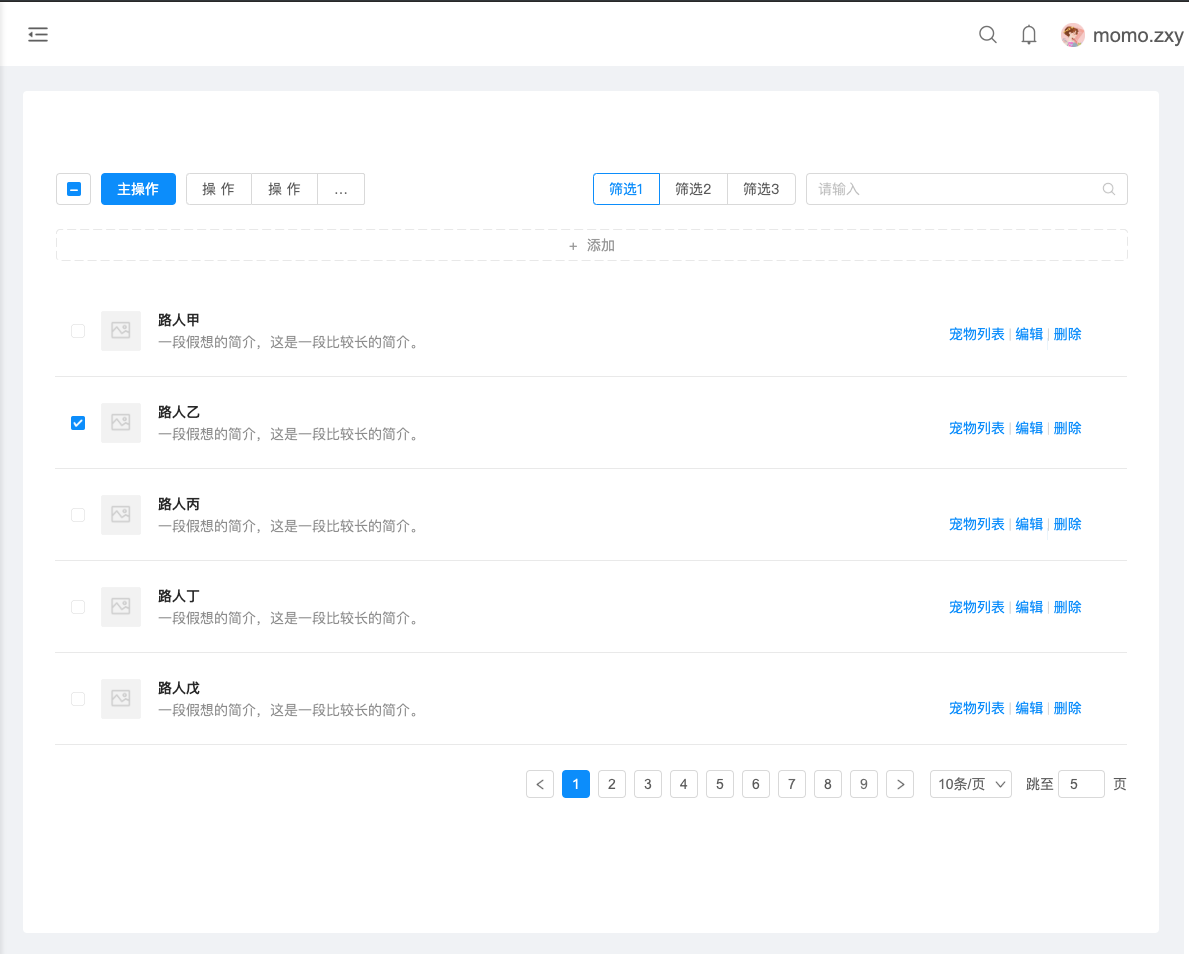 momo.zxy
主操作 操 作 操 作 ... 筛选1 筛选2 筛选3 请输入
+ 添加
路人甲
一段假想的简介，这是一段比较长的简介。
宠物列表 | 编辑 | 删除
路人乙
一段假想的简介，这是一段比较长的简介。
宠物列表 | 编辑 | 删除
路人丙
一段假想的简介，这是一段比较长的简介。
宠物列表 | 编辑 | 删除
路人丁
一段假想的简介，这是一段比较长的简介。
宠物列表 | 编辑 | 删除
路人戊
一段假想的简介，这是一段比较长的简介。
宠物列表 | 编辑 | 删除
< 1 2 3 4 5 6 7 8 9 > 10条/页 跳至 5 页